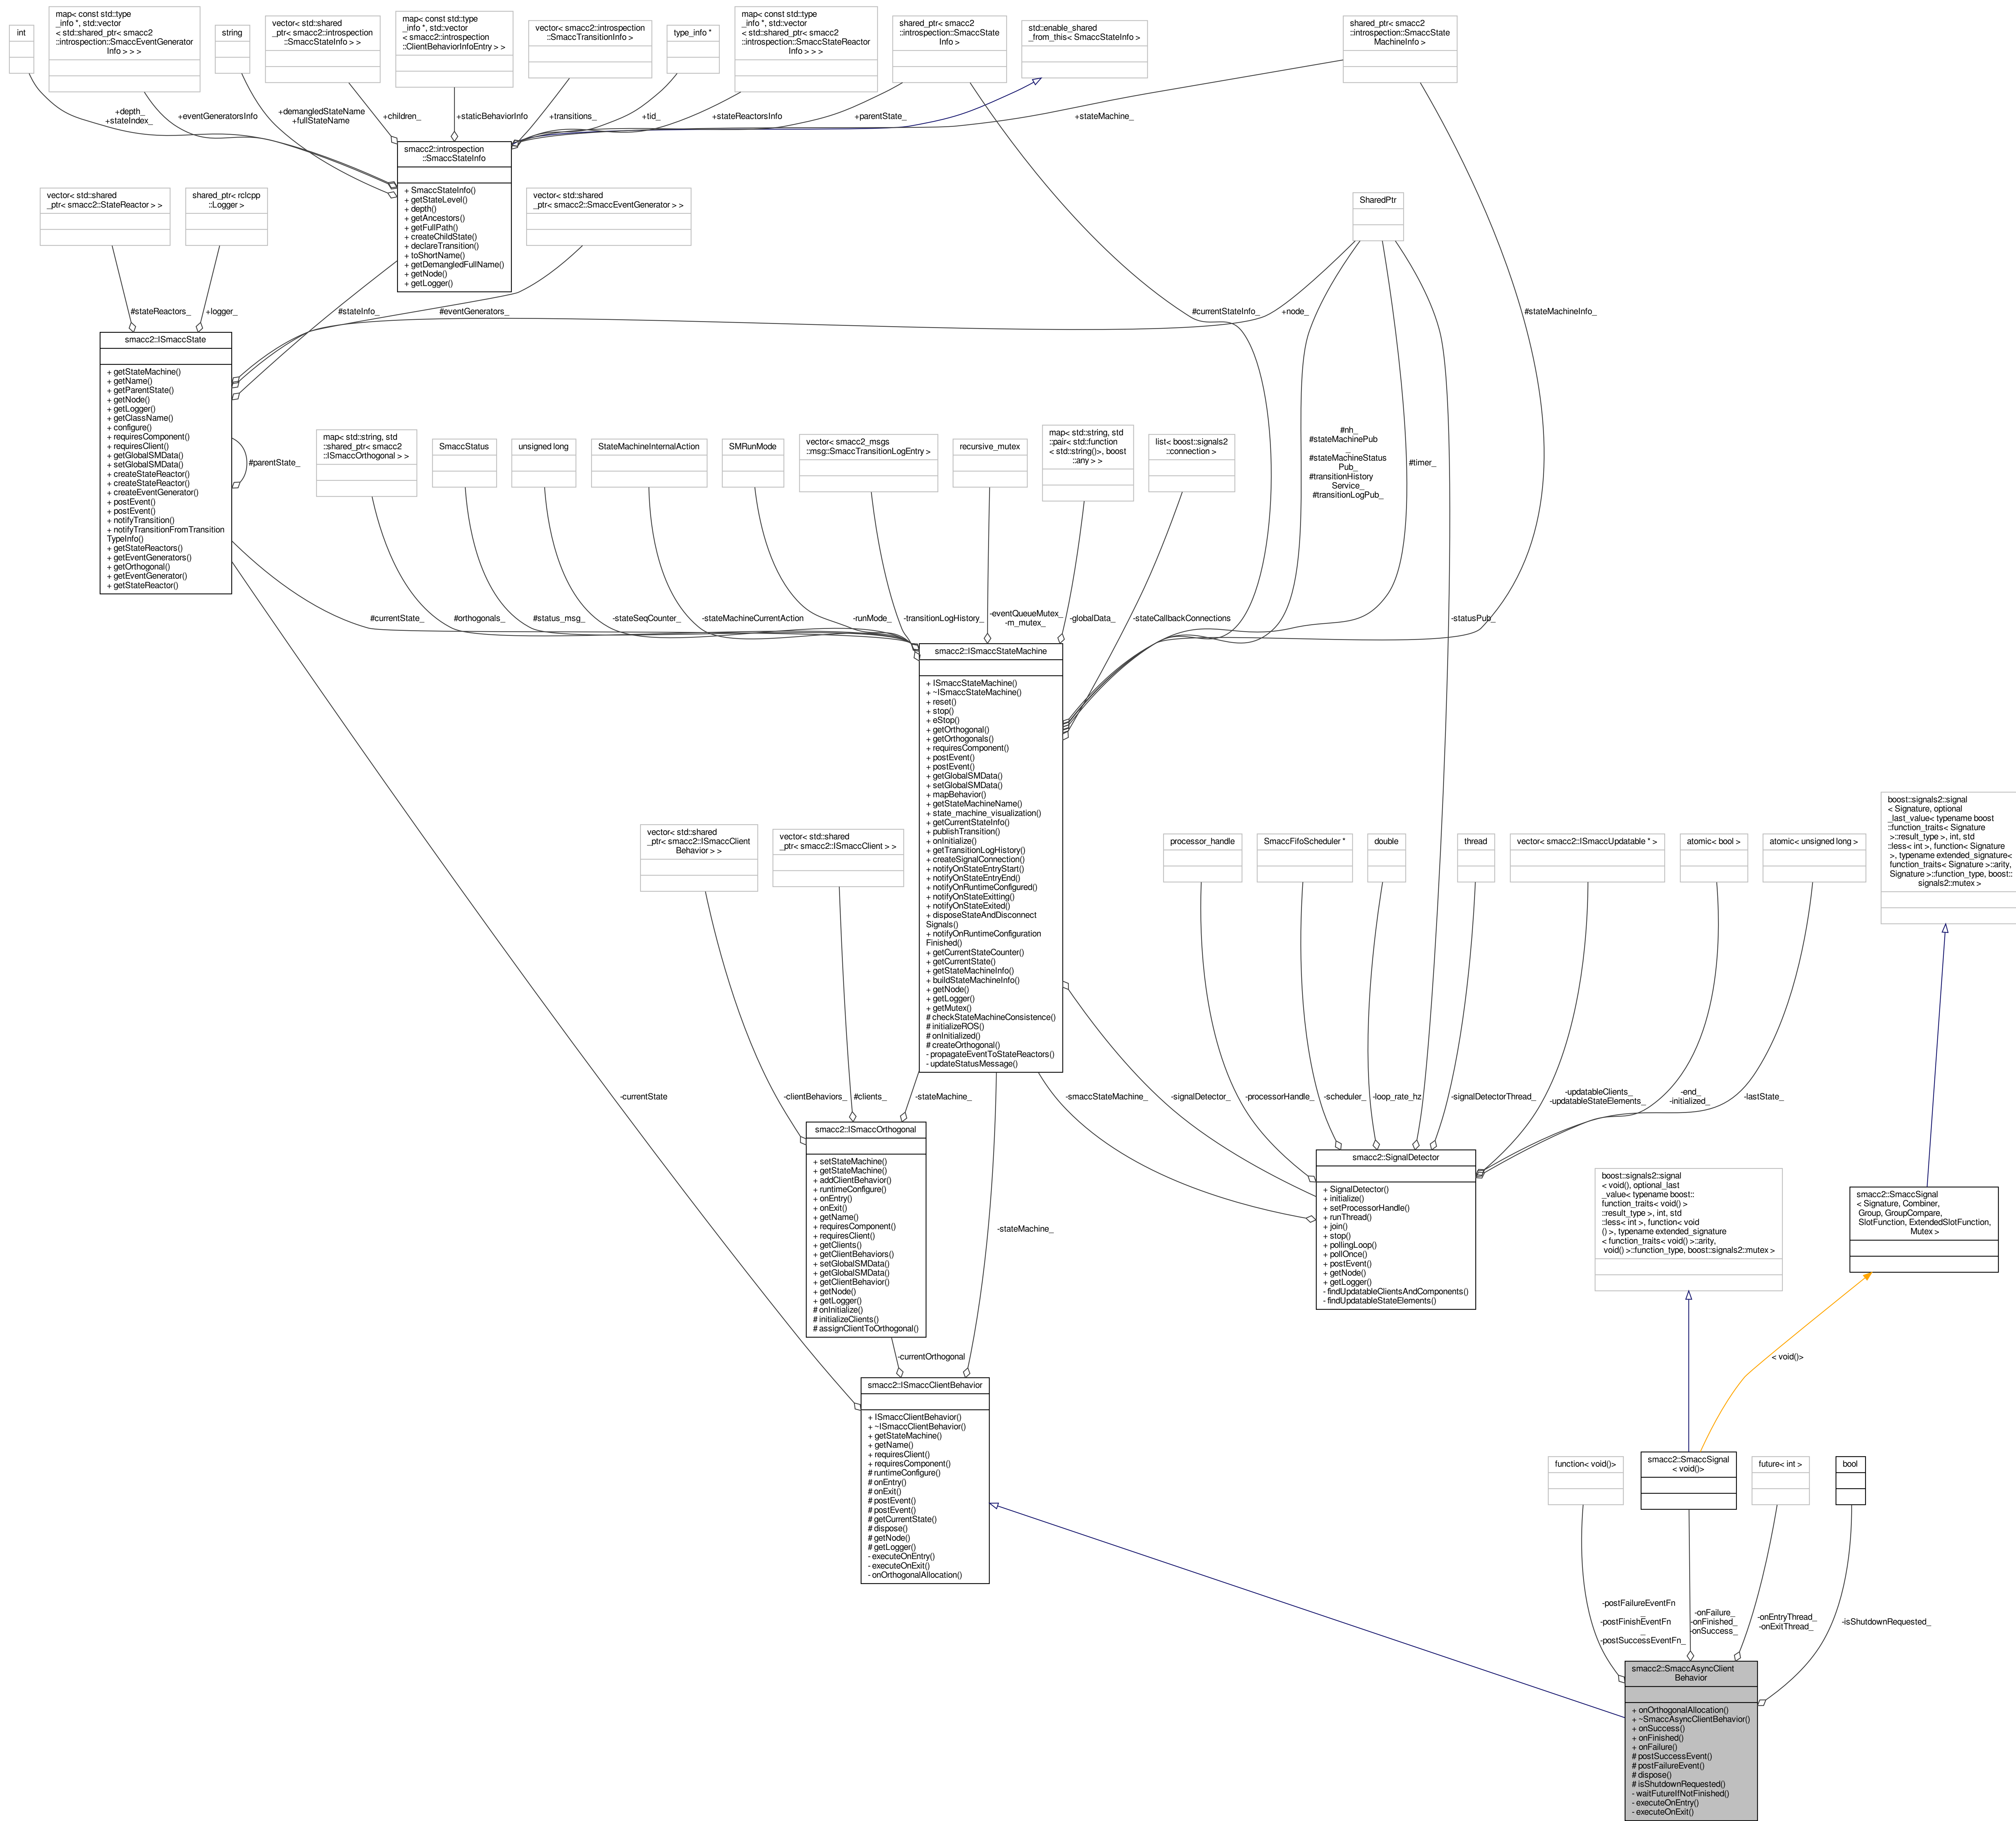 int
map< const std::type
_info *, std::vector
< std::shared_ptr< smacc2
::introspection::SmaccEventGenerator
Info > > >
string
vector< std::shared
_ptr< smacc2::introspection
::SmaccStateInfo > >
map< const std::type
_info *, std::vector
< smacc2::introspection
::ClientBehaviorInfoEntry > >
vector< smacc2::introspection
::SmaccTransitionInfo >
type_info *
map< const std::type
_info *, std::vector
< std::shared_ptr< smacc2
::introspection::SmaccStateReactor
Info > > >
shared_ptr< smacc2
::introspection::SmaccState
Info >
std::enable_shared
_from_this< SmaccStateInfo >
shared_ptr< smacc2
::introspection::SmaccState
MachineInfo >
+depth_
+stateIndex_
+eventGeneratorsInfo
+demangledStateName
+fullStateName
+children_
+staticBehaviorInfo
+transitions_
+tid_
+stateReactorsInfo
+parentState_
+stateMachine_
smacc2::introspection
::SmaccStateInfo
+ SmaccStateInfo()
+ getStateLevel()
+ depth()
+ getAncestors()
+ getFullPath()
+ createChildState()
+ declareTransition()
+ toShortName()
+ getDemangledFullName()
+ getNode()
+ getLogger()
vector< std::shared
_ptr< smacc2::StateReactor > >
shared_ptr< rclcpp
::Logger >
vector< std::shared
_ptr< smacc2::SmaccEventGenerator > >
SharedPtr
#stateReactors_
+logger_
#stateInfo_
#eventGenerators_
#currentStateInfo_
+node_
#stateMachineInfo_
smacc2::ISmaccState
+ getStateMachine()
+ getName()
+ getParentState()
+ getNode()
+ getLogger()
+ getClassName()
+ configure()
+ requiresComponent()
+ requiresClient()
+ getGlobalSMData()
+ setGlobalSMData()
+ createStateReactor()
+ createStateReactor()
+ createEventGenerator()
+ postEvent()
+ postEvent()
+ notifyTransition()
+ notifyTransitionFromTransition
TypeInfo()
+ getStateReactors()
+ getEventGenerators()
+ getOrthogonal()
+ getEventGenerator()
+ getStateReactor()
#parentState_
map< std::string, std
::shared_ptr< smacc2
::ISmaccOrthogonal > >
SmaccStatus
unsigned long
StateMachineInternalAction
SMRunMode
vector< smacc2_msgs
::msg::SmaccTransitionLogEntry >
recursive_mutex
map< std::string, std
::pair< std::function
< std::string()>, boost
::any > >
list< boost::signals2
::connection >
#nh_
#stateMachinePub
_
#stateMachineStatus
Pub_
#transitionHistory
Service_
#transitionLogPub_
#timer_
#currentState_
#orthogonals_
#status_msg_
-stateSeqCounter_
-stateMachineCurrentAction
-runMode_
-transitionLogHistory_
-eventQueueMutex_
-m_mutex_
-globalData_
-stateCallbackConnections
-statusPub_
smacc2::ISmaccStateMachine
+ ISmaccStateMachine()
+ ~ISmaccStateMachine()
+ reset()
+ stop()
+ eStop()
+ getOrthogonal()
+ getOrthogonals()
+ requiresComponent()
+ postEvent()
+ postEvent()
+ getGlobalSMData()
+ setGlobalSMData()
+ mapBehavior()
+ getStateMachineName()
+ state_machine_visualization()
+ getCurrentStateInfo()
+ publishTransition()
+ onInitialize()
+ getTransitionLogHistory()
+ createSignalConnection()
+ notifyOnStateEntryStart()
+ notifyOnStateEntryEnd()
+ notifyOnRuntimeConfigured()
+ notifyOnStateExitting()
+ notifyOnStateExited()
+ disposeStateAndDisconnect
Signals()
+ notifyOnRuntimeConfiguration
Finished()
+ getCurrentStateCounter()
+ getCurrentState()
+ getStateMachineInfo()
+ buildStateMachineInfo()
+ getNode()
+ getLogger()
+ getMutex()
# checkStateMachineConsistence()
# initializeROS()
# onInitialized()
# createOrthogonal()
- propagateEventToStateReactors()
- updateStatusMessage()
vector< std::shared
_ptr< smacc2::ISmaccClient
Behavior > >
vector< std::shared
_ptr< smacc2::ISmaccClient > >
processor_handle
SmaccFifoScheduler *
double
thread
vector< smacc2::ISmaccUpdatable * >
atomic< bool >
atomic< unsigned long >
boost::signals2::signal
< Signature, optional
_last_value< typename boost
::function_traits< Signature
>::result_type >, int, std
::less< int >, function< Signature
>, typename extended_signature<
function_traits< Signature >::arity,
Signature >::function_type, boost::
signals2::mutex >
-currentState
-clientBehaviors_
#clients_
-stateMachine_
-smaccStateMachine_
-signalDetector_
-processorHandle_
-scheduler_
-loop_rate_hz
-signalDetectorThread_
-updatableClients_
-updatableStateElements_
-end_
-initialized_
-lastState_
smacc2::ISmaccOrthogonal
+ setStateMachine()
+ getStateMachine()
+ addClientBehavior()
+ runtimeConfigure()
+ onEntry()
+ onExit()
+ getName()
+ requiresComponent()
+ requiresClient()
+ getClients()
+ getClientBehaviors()
+ setGlobalSMData()
+ getGlobalSMData()
+ getClientBehavior()
+ getNode()
+ getLogger()
# onInitialize()
# initializeClients()
# assignClientToOrthogonal()
-stateMachine_
smacc2::SignalDetector
+ SignalDetector()
+ initialize()
+ setProcessorHandle()
+ runThread()
+ join()
+ stop()
+ pollingLoop()
+ pollOnce()
+ postEvent()
+ getNode()
+ getLogger()
- findUpdatableClientsAndComponents()
- findUpdatableStateElements()
boost::signals2::signal
< void(), optional_last
_value< typename boost::
function_traits< void() >
::result_type >, int, std
::less< int >, function< void
() >, typename extended_signature
< function_traits< void() >::arity,
void() >::function_type, boost::signals2::mutex >
smacc2::SmaccSignal
< Signature, Combiner,
Group, GroupCompare,
SlotFunction, ExtendedSlotFunction,
Mutex >
-currentOrthogonal
< void()>
smacc2::ISmaccClientBehavior
+ ISmaccClientBehavior()
+ ~ISmaccClientBehavior()
+ getStateMachine()
+ getName()
+ requiresClient()
+ requiresComponent()
# runtimeConfigure()
# onEntry()
# onExit()
# postEvent()
# postEvent()
# getCurrentState()
# dispose()
# getNode()
# getLogger()
- executeOnEntry()
- executeOnExit()
- onOrthogonalAllocation()
function< void()>
smacc2::SmaccSignal
< void()>
future< int >
bool
-postFailureEventFn
_
-postFinishEventFn
_
-postSuccessEventFn_
-onFailure_
-onFinished_
-onSuccess_
-onEntryThread_
-onExitThread_
-isShutdownRequested_
smacc2::SmaccAsyncClient
Behavior
+ onOrthogonalAllocation()
+ ~SmaccAsyncClientBehavior()
+ onSuccess()
+ onFinished()
+ onFailure()
# postSuccessEvent()
# postFailureEvent()
# dispose()
# isShutdownRequested()
- waitFutureIfNotFinished()
- executeOnEntry()
- executeOnExit()